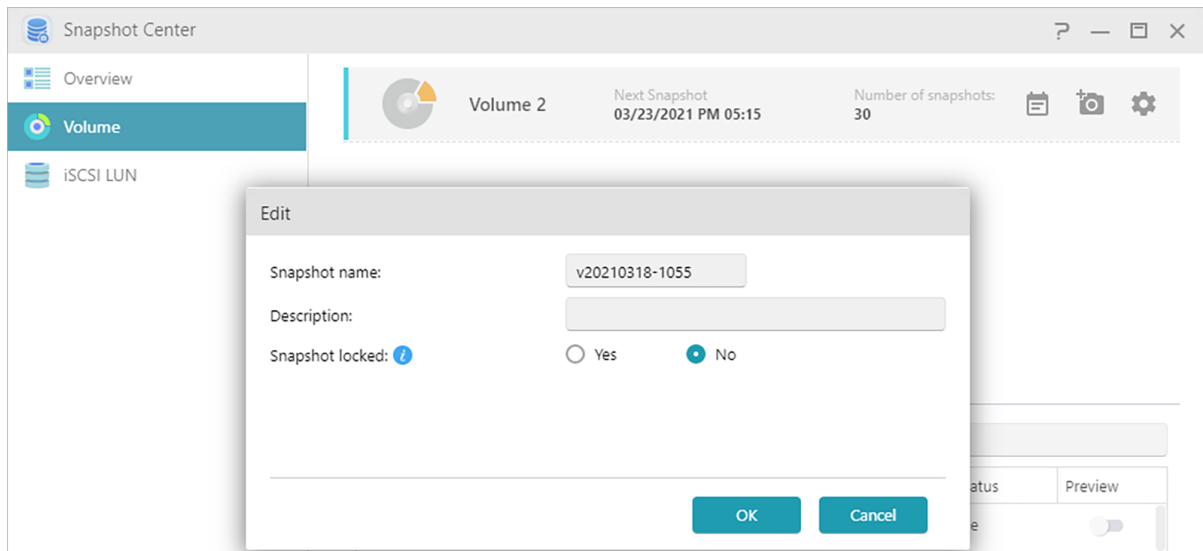 Snapshot Center
Overview
Volume
iSCSI LUN
Volume 2
Next Snapshot
03/23/2021 PM 05:15
Number of snapshots:
30
Edit
Snapshot name:
v20210318-1055
Description:
Snapshot locked:
Yes
No
OK
Cancel
atus
Preview
e